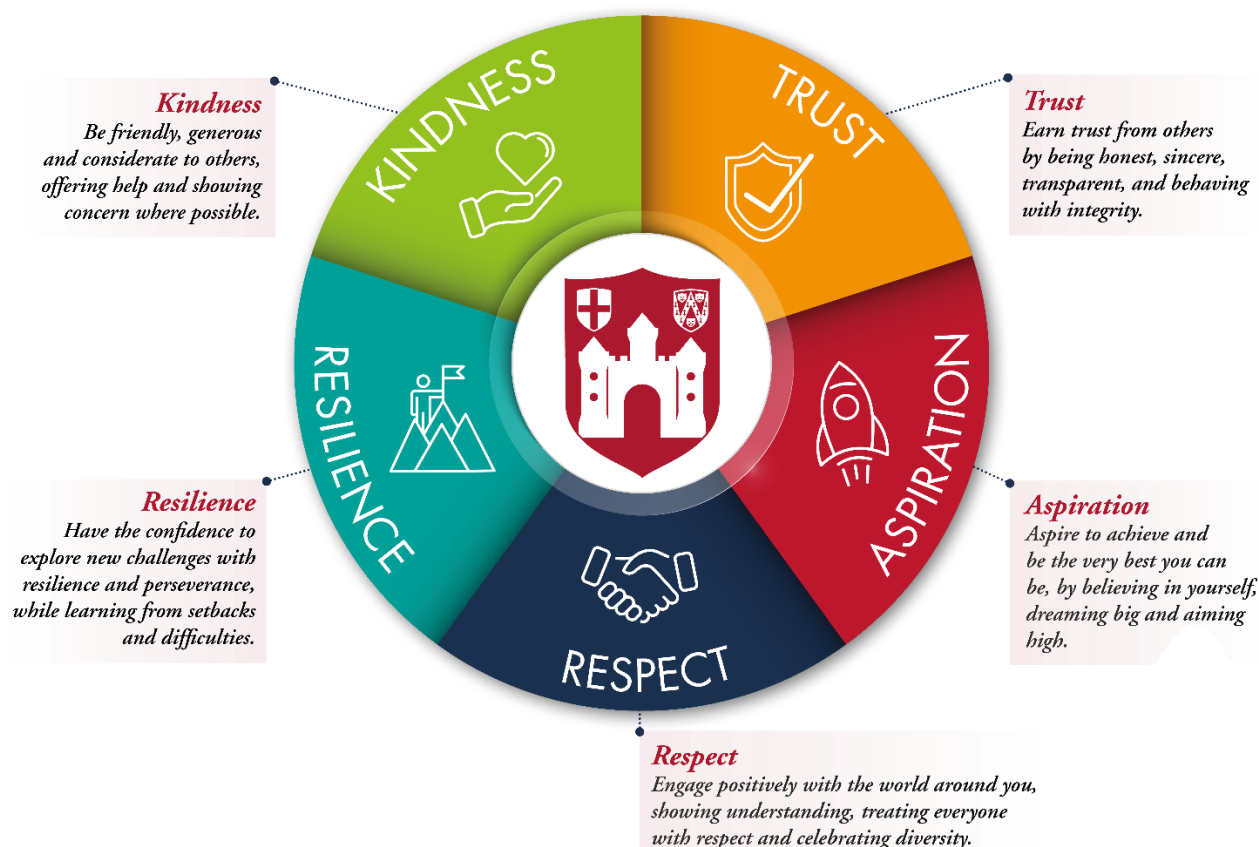 KINDNESS
TRUST
ASPIRATION
RESPECT
RESILIENCE
Kindness
Be friendly, generous
and considerate to others,
offering help and showing
concern where possible.
Trust
Earn trust from others
by being honest, sincere,
transparent, and behaving
with integrity.
Resilience
Have the confidence to
explore new challenges with
resilience and perseverance,
while learning from setbacks
and difficulties.
Aspiration
Aspire to achieve and
be the very best you can
be, by believing in yourself,
dreaming big and aiming
high.
Respect
Engage positively with the world around you,
showing understanding, treating everyone
with respect and celebrating diversity.